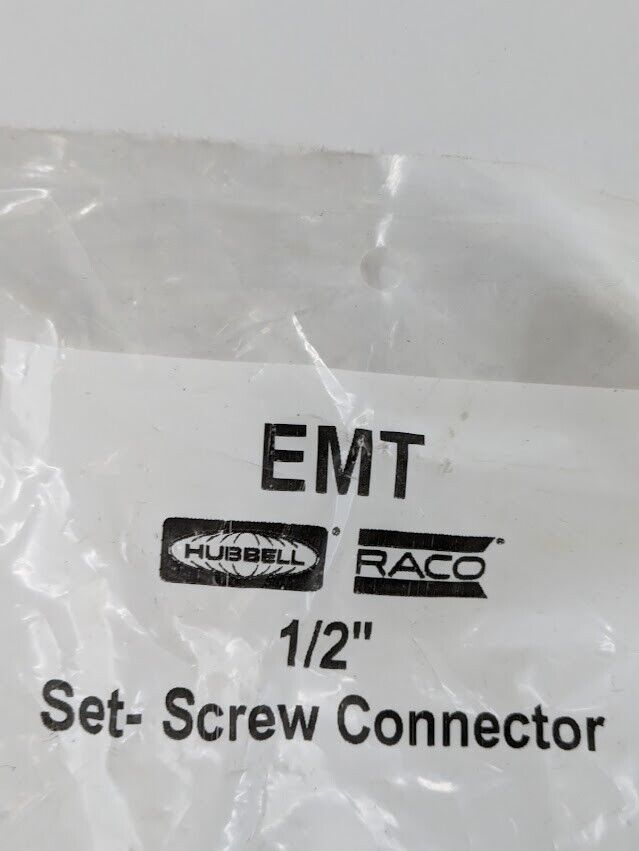 EMT
HUBBELL® RACO®
1/2"
Set- Screw Connector